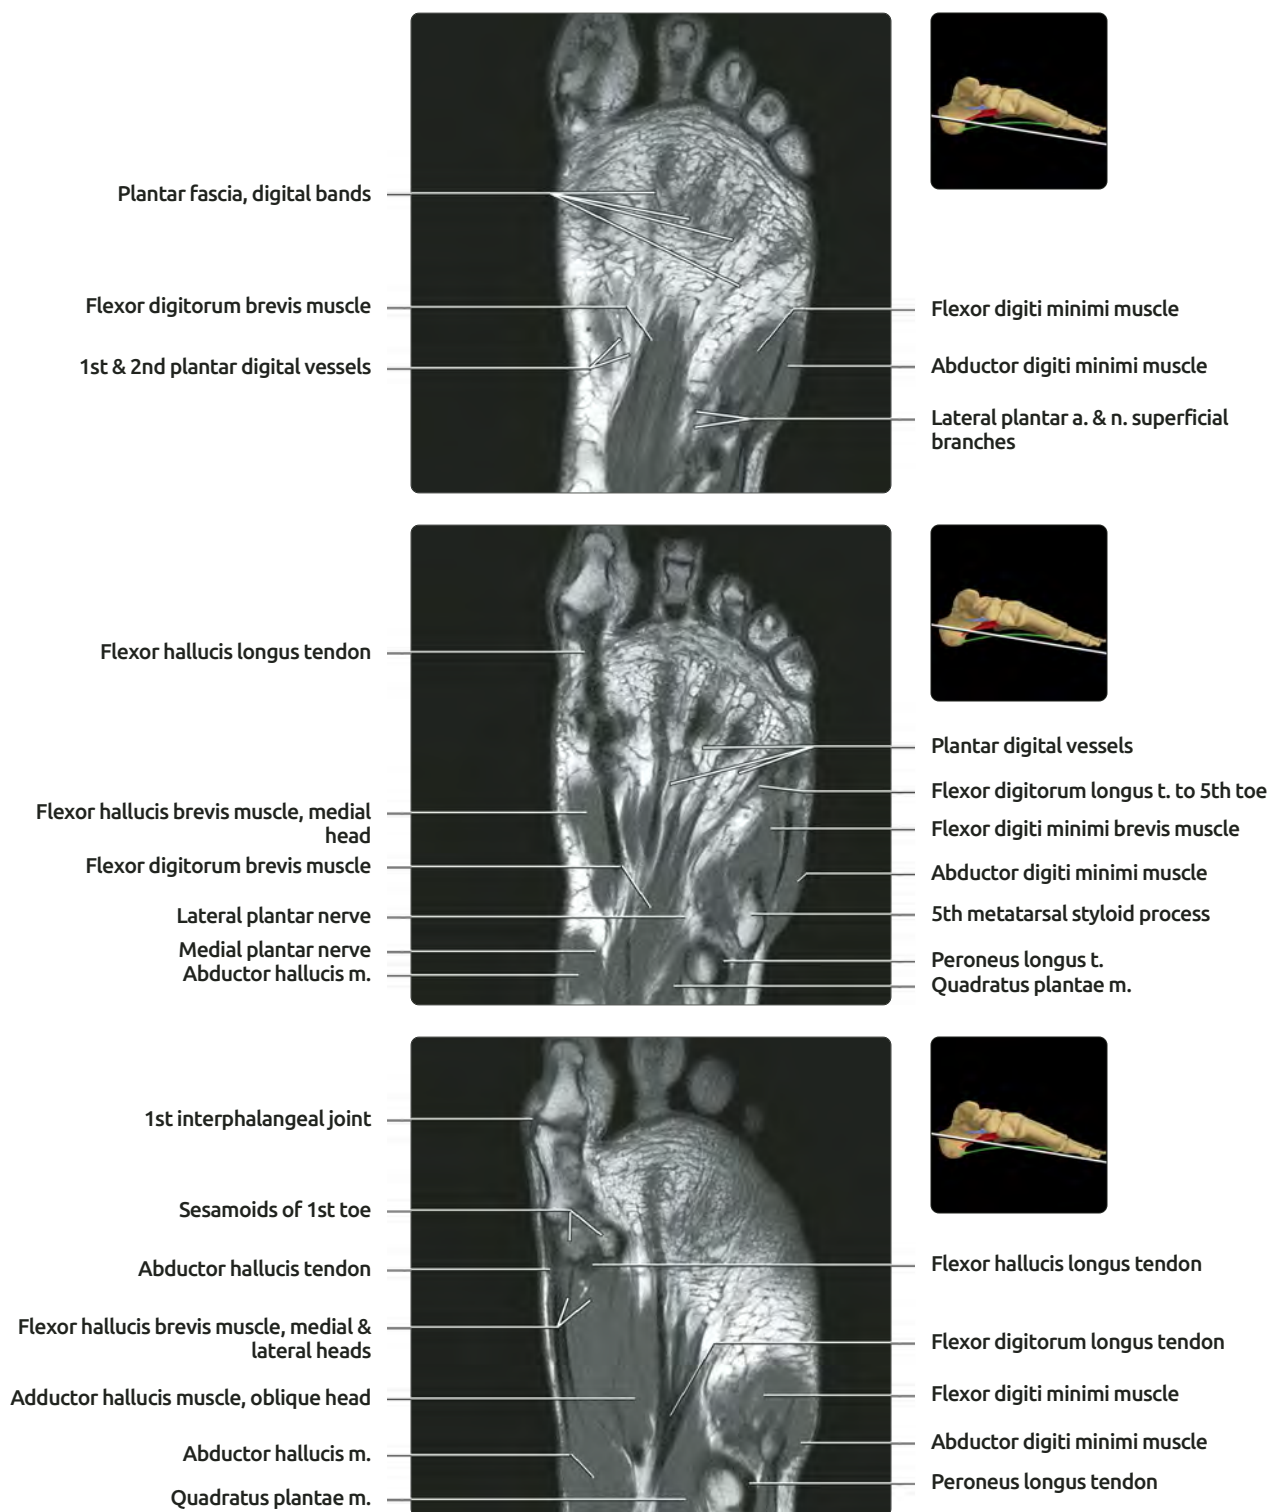 Plantar fascia, digital bands
Flexor digitorum brevis muscle
1st & 2nd plantar digital vessels
Flexor digiti minimi muscle
Abductor digiti minimi muscle
Lateral plantar a. & n. superficial
branches
Flexor hallucis longus tendon
Flexor hallucis brevis muscle, medial
head
Flexor digitorum brevis muscle
Lateral plantar nerve
Medial plantar nerve
Abductor hallucis m.
Plantar digital vessels
Flexor digitorum longus t. to 5th toe
Flexor digiti minimi brevis muscle
Abductor digiti minimi muscle
5th metatarsal styloid process
Peroneus longus t.
Quadratus plantae m.
1st interphalangeal joint
Sesamoids of 1st toe
Abductor hallucis tendon
Flexor hallucis brevis muscle, medial &
lateral heads
Adductor hallucis muscle, oblique head
Abductor hallucis m.
Quadratus plantae m.
Flexor hallucis longus tendon
Flexor digitorum longus tendon
Flexor digiti minimi muscle
Abductor digiti minimi muscle
Peroneus longus tendon